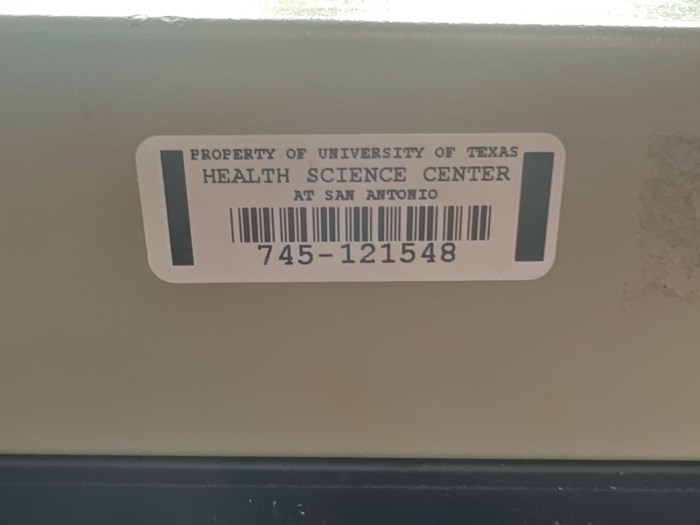 PROPERTY OF UNIVERSITY OF TEXAS
HEALTH SCIENCE CENTER
AT SAN ANTONIO
745-121548